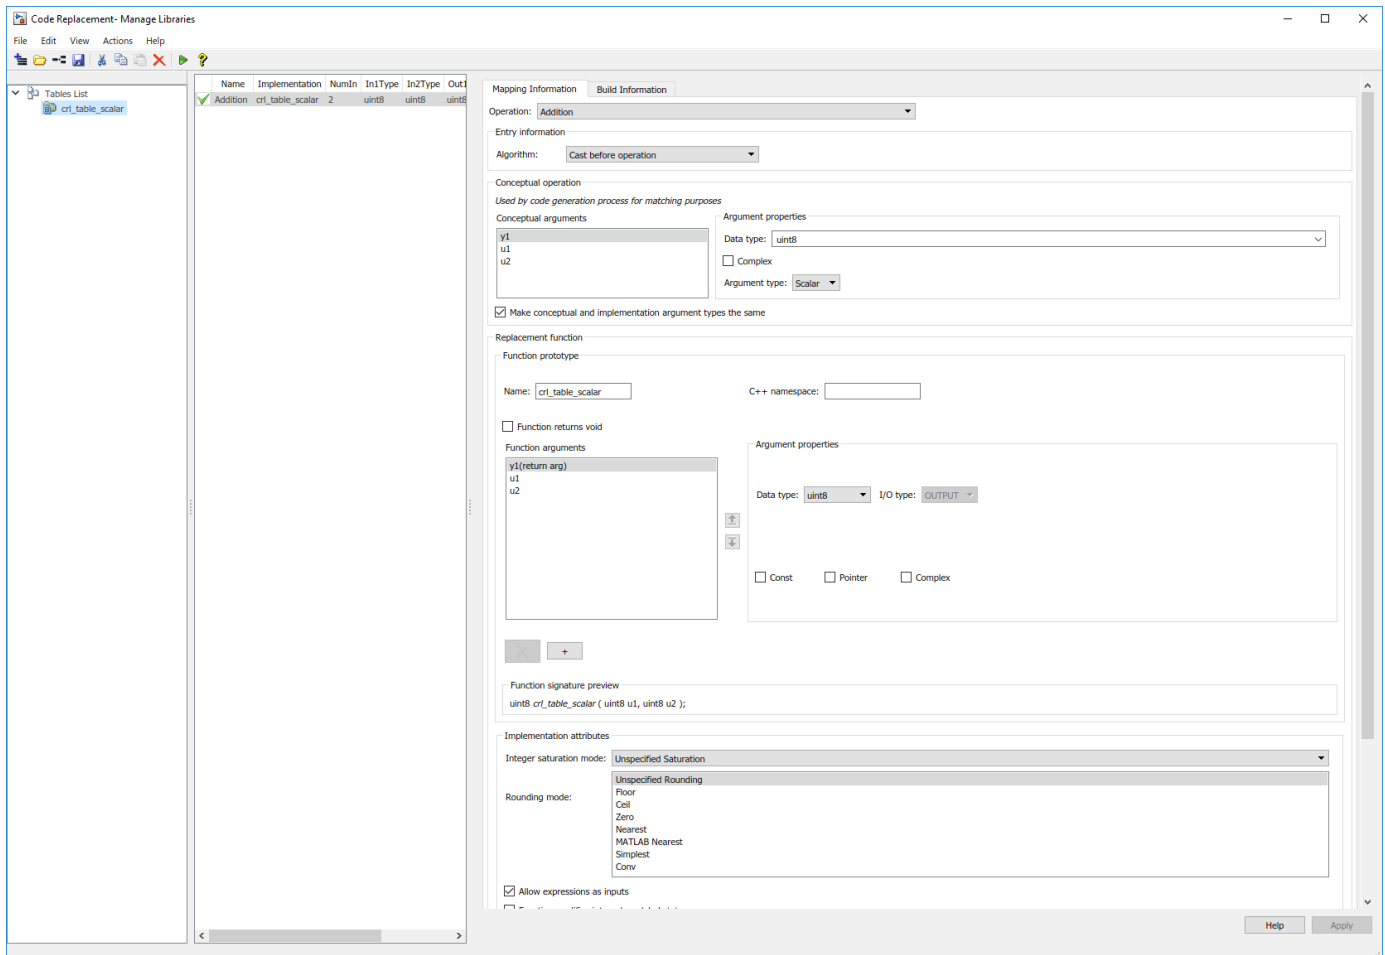 Code Replacement- Manage Libraries
File Edit View Actions Help
Tables List
crl_table_scalar
Name Implementation NumIn In1Type In2Type Out1
Addition crl_table_scalar 2 uint8 uint8 uint8
Mapping Information Build Information
Operation: Addition
Entry information
Algorithm: Cast before operation
Conceptual operation
Used by code generation process for matching purposes
Conceptual arguments
y1
u1
u2
Argument properties
Data type: uint8
Complex
Argument type: Scalar
Make conceptual and implementation argument types the same
Replacement function
Function prototype
Name: crl_table_scalar C++ namespace:
Function returns void
Function arguments
y1(return arg)
u1
u2
Argument properties
Data type: uint8 I/O type: OUTPUT
Const Pointer Complex
+
Function signature preview
uint8 crl_table_scalar ( uint8 u1, uint8 u2 );
Implementation attributes
Integer saturation mode: Unspecified Saturation
Rounding mode:
Unspecified Rounding
Floor
Ceil
Zero
Nearest
MATLAB Nearest
Simplest
Conv
Allow expressions as inputs
Help Apply